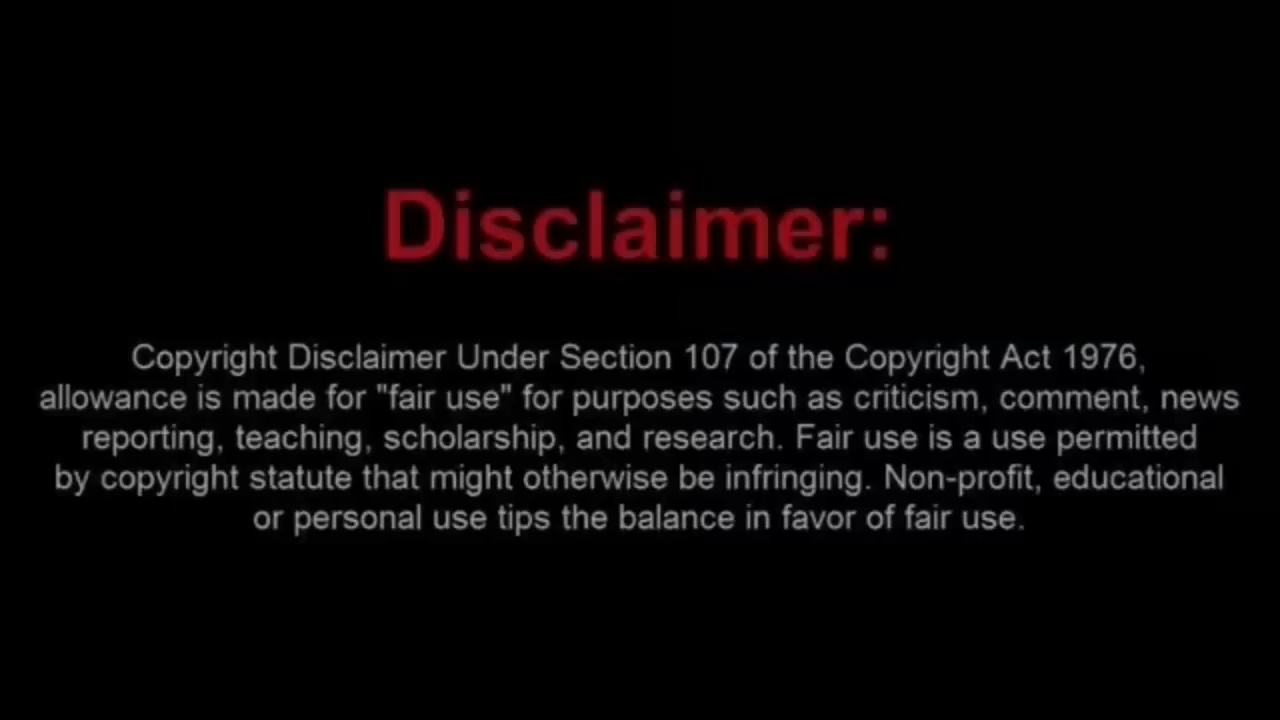 Disclaimer:
Copyright Disclaimer Under Section 107 of the Copyright Act 1976,
allowance is made for "fair use" for purposes such as criticism, comment, news
reporting, teaching, scholarship, and research. Fair use is a use permitted
by copyright statute that might otherwise be infringing. Non-profit, educational
or personal use tips the balance in favor of fair use.